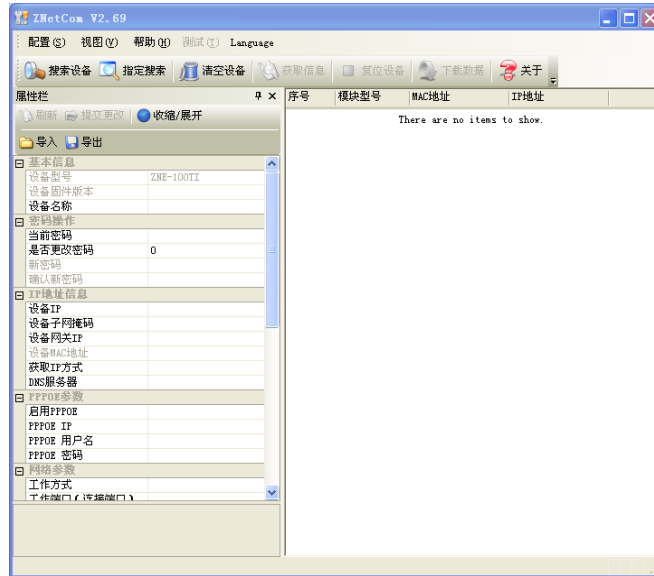 ZNetCom V2.69
配置(S) 视图(V) 帮助(H) 测试(T) Language
搜索设备 指定搜索 清空设备 获取信息 复位设备 下载数据 关于
属性栏
序号 模块型号 MAC地址 IP地址
刷新 提交更改 收缩/展开
There are no items to show.
导入 导出
基本信息
设备型号 ZNE-100TI
设备固件版本
设备名称
密码操作
当前密码
是否更改密码 0
新密码
确认新密码
IP地址信息
设备IP
设备子网掩码
设备网关IP
设备MAC地址
获取IP方式
DNS服务器
PPPOE参数
启用PPPOE
PPPOE IP
PPPOE 用户名
PPPOE 密码
网络参数
工作方式
工作端口(连接端口)